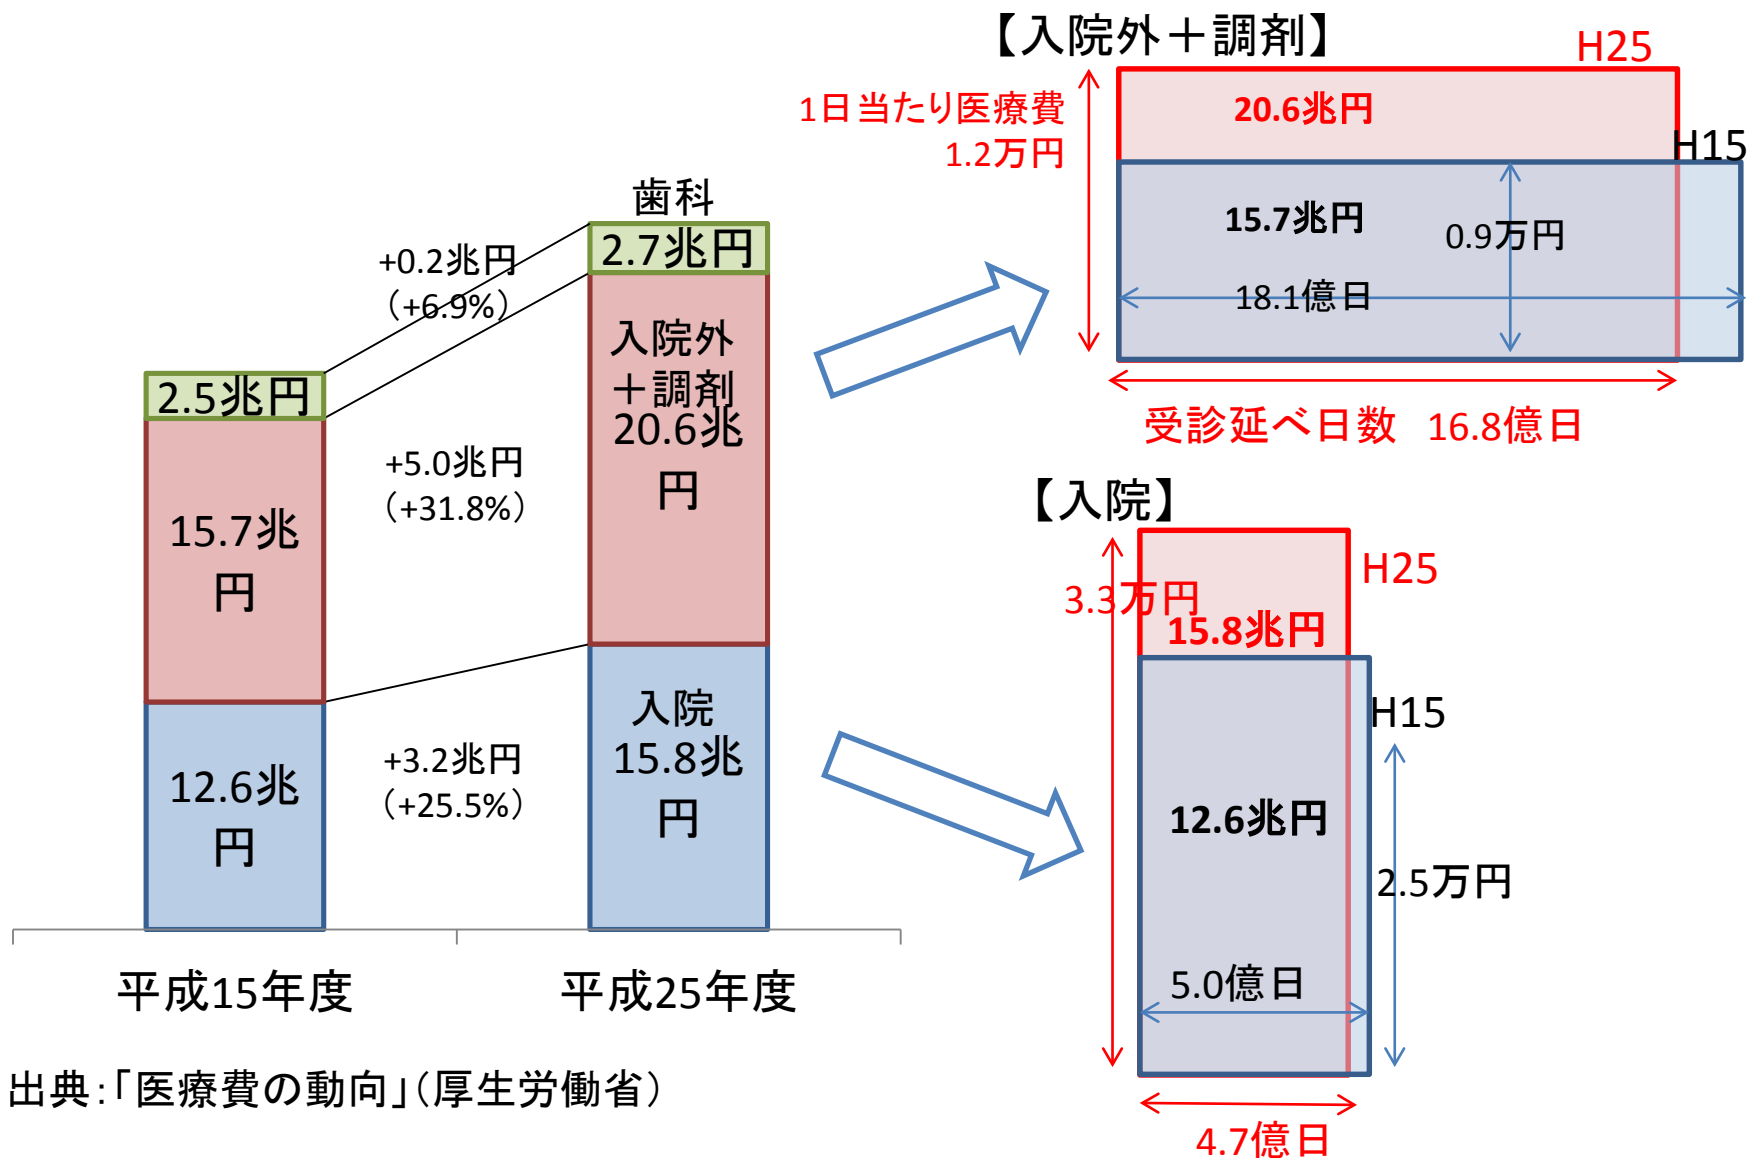 歯科
2.7兆円
+0.2兆円
（+6.9%）
入院外
＋調剤
20.6兆
円
2.5兆円
+5.0兆円
（+31.8%）
15.7兆
円
入院
15.8兆
円
+3.2兆円
（+25.5%）
12.6兆
円
平成15年度
平成25年度
出典：「医療費の動向」（厚生労働省）
【入院外＋調剤】
H25
1日当たり医療費
1.2万円
20.6兆円
H15
15.7兆円
0.9万円
18.1億日
受診延べ日数 16.8億日
【入院】
H25
3.3万円
15.8兆円
H15
12.6兆円
2.5万円
5.0億日
4.7億日